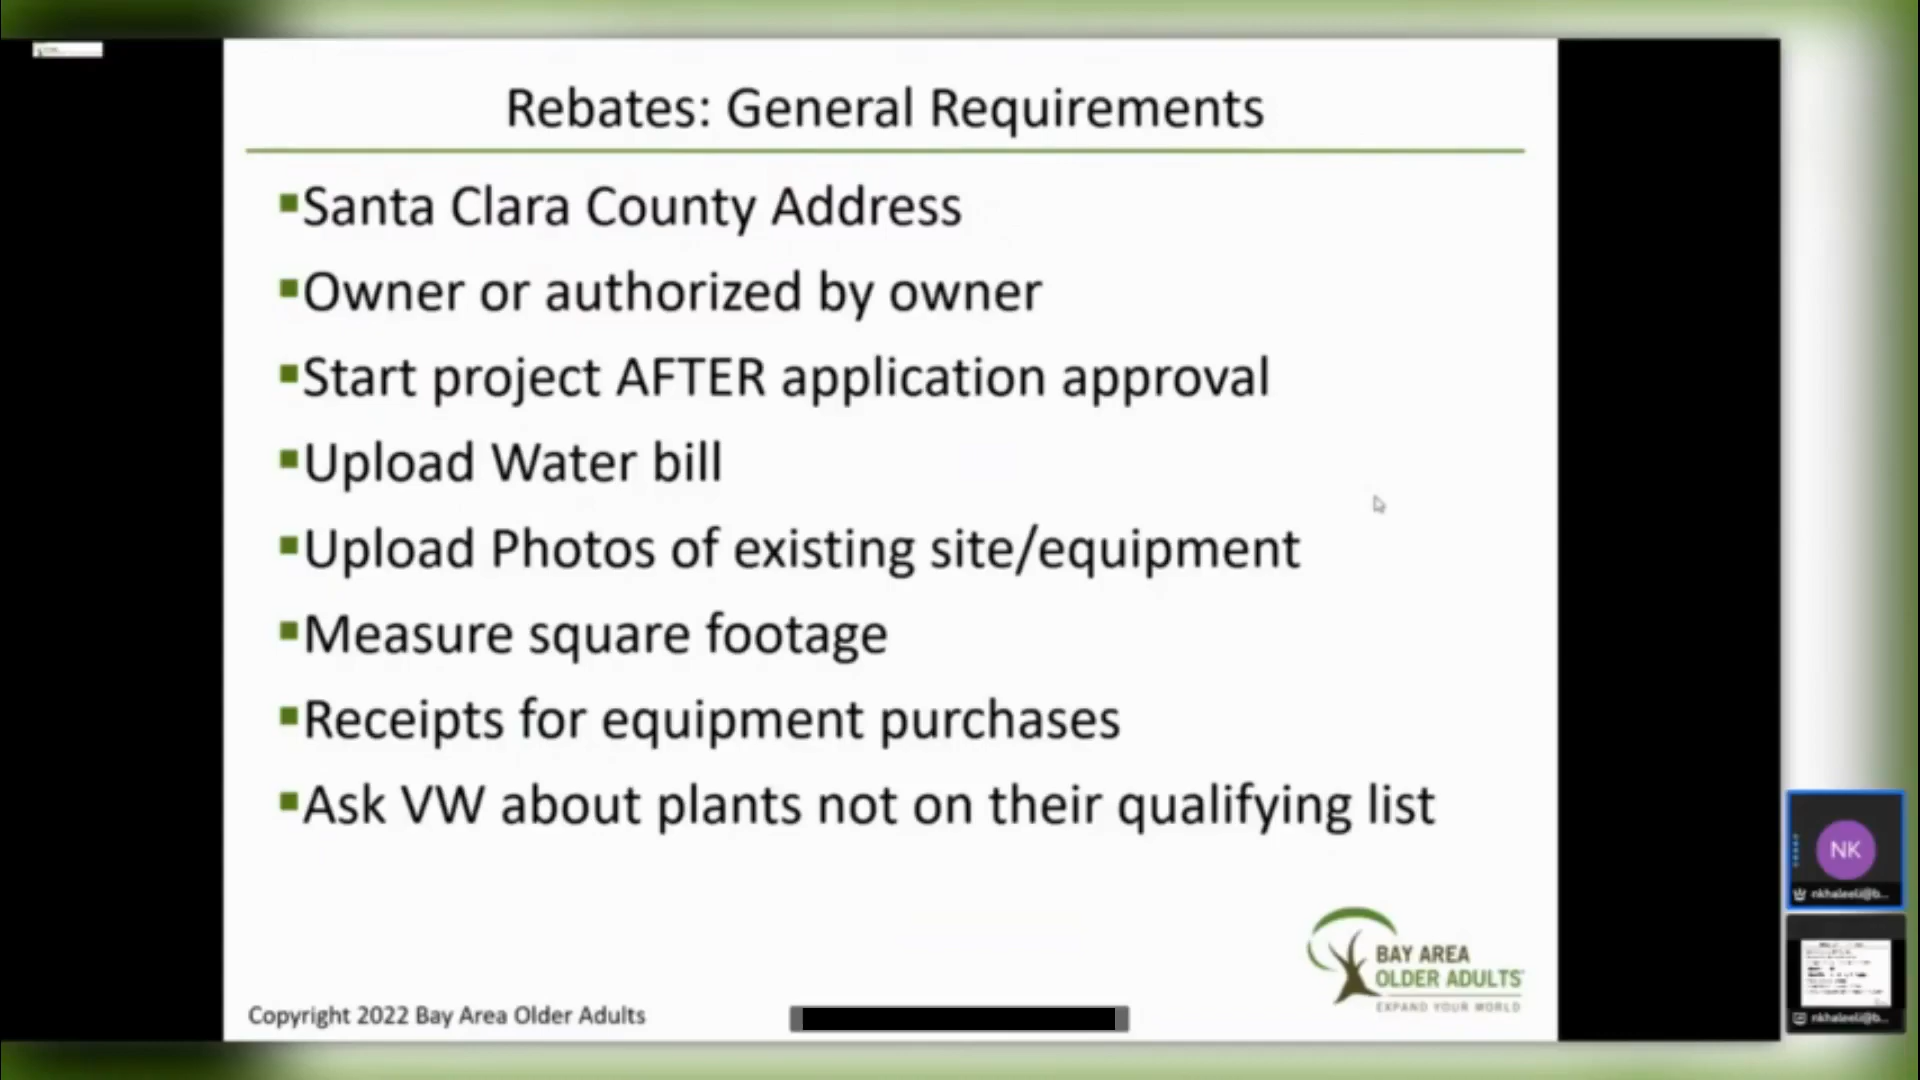 Rebates: General Requirements
Santa Clara County Address
Owner or authorized by owner
Start project AFTER application approval
Upload Water bill
Upload Photos of existing site/equipment
Measure square footage
Receipts for equipment purchases
Ask VW about plants not on their qualifying list
BAY AREA
OLDER ADULTS
EXPAND YOUR WORLD
Copyright 2022 Bay Area Older Adults
NK
nkhaleeli@b...
nkhaleeli@b...